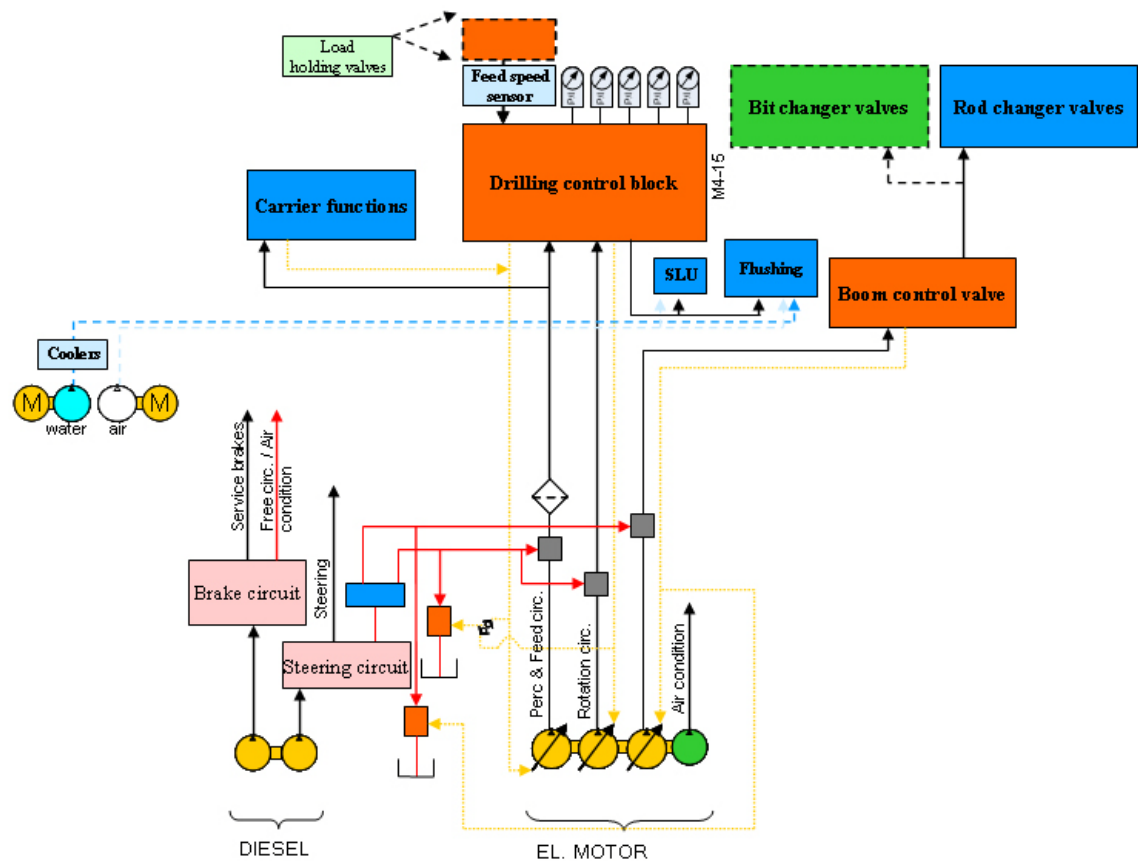 Load
holding valves
Feed speed
sensor
Bit changer valves
Rod changer valves
Drilling control block
M4-15
Carrier functions
SLU
Flushing
Boom control valve
Coolers
M
M
water
air
Service brakes
Free circ. / Air
condition
Steering
Brake circuit
Steering circuit
Perc & Feed circ.
Rotation circ.
Air condition
DIESEL
EL. MOTOR